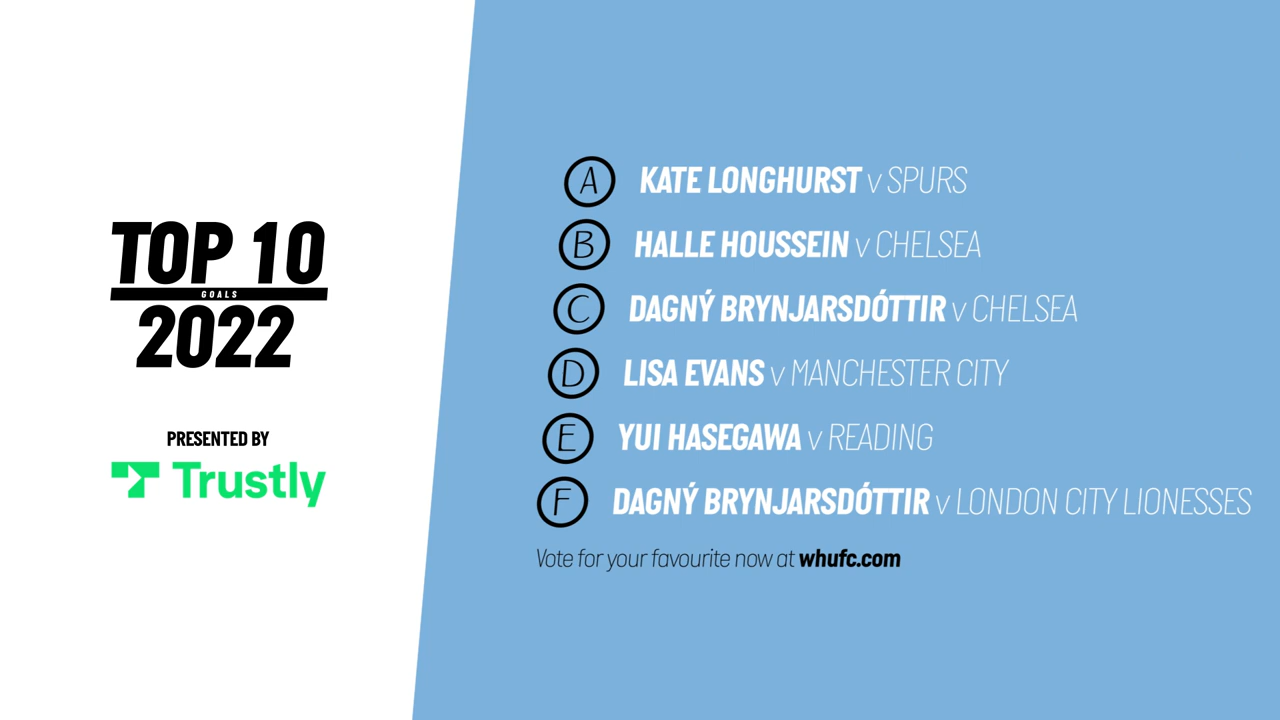 TOP 10
GOALS
2022
PRESENTED BY
Trustly
A KATE LONGHURST v SPURS
B HALLE HOUSSEIN v CHELSEA
C DAGNÝ BRYNJARSDÓTTIR v CHELSEA
D LISA EVANS v MANCHESTER CITY
E YUI HASEGAWA v READING
F DAGNÝ BRYNJARSDÓTTIR v LONDON CITY LIONESSES
Vote for your favourite now at whufc.com